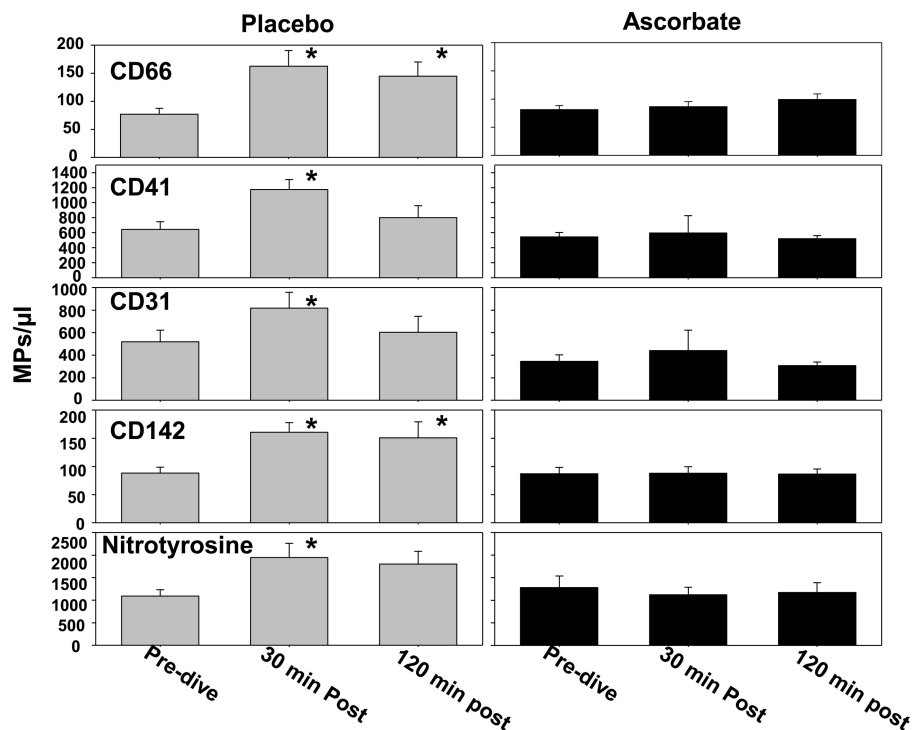 Placebo
Ascorbate
MPs/µl
CD66
200
150
100
50
0
*
*
CD41
1400
1200
1000
800
600
400
200
0
*
CD31
1000
800
600
400
200
*
CD142
200
150
100
50
0
*
*
Nitrotyrosine
2500
2000
1500
1000
500
0
*
Pre-dive
30 min Post
120 min post
Pre-dive
30 min Post
120 min post